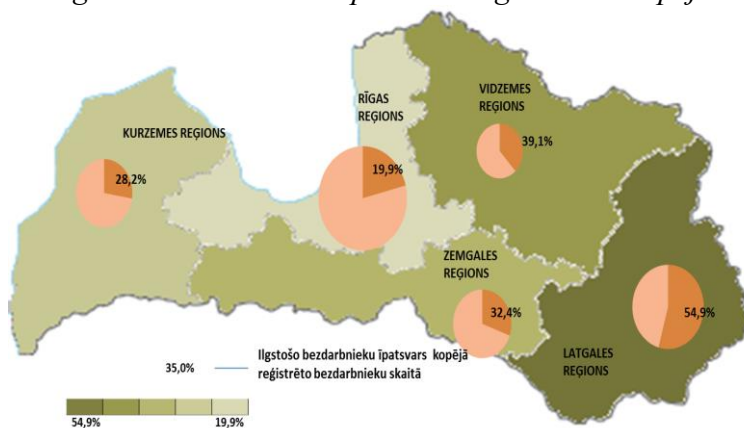 RĪGAS
REĢIONS
VIDZEMES
REĢIONS
KURZEMES REĢIONS
39,1%
19,9%
28,2%
ZEMGALES
REĢIONS
32,4%
54,9%
LATGALES
REĢIONS
35,0%
Ilgstošo bezdarbnieku īpatsvars kopējā
reģistrēto bezdarbnieku skaitā
54,9%
19,9%